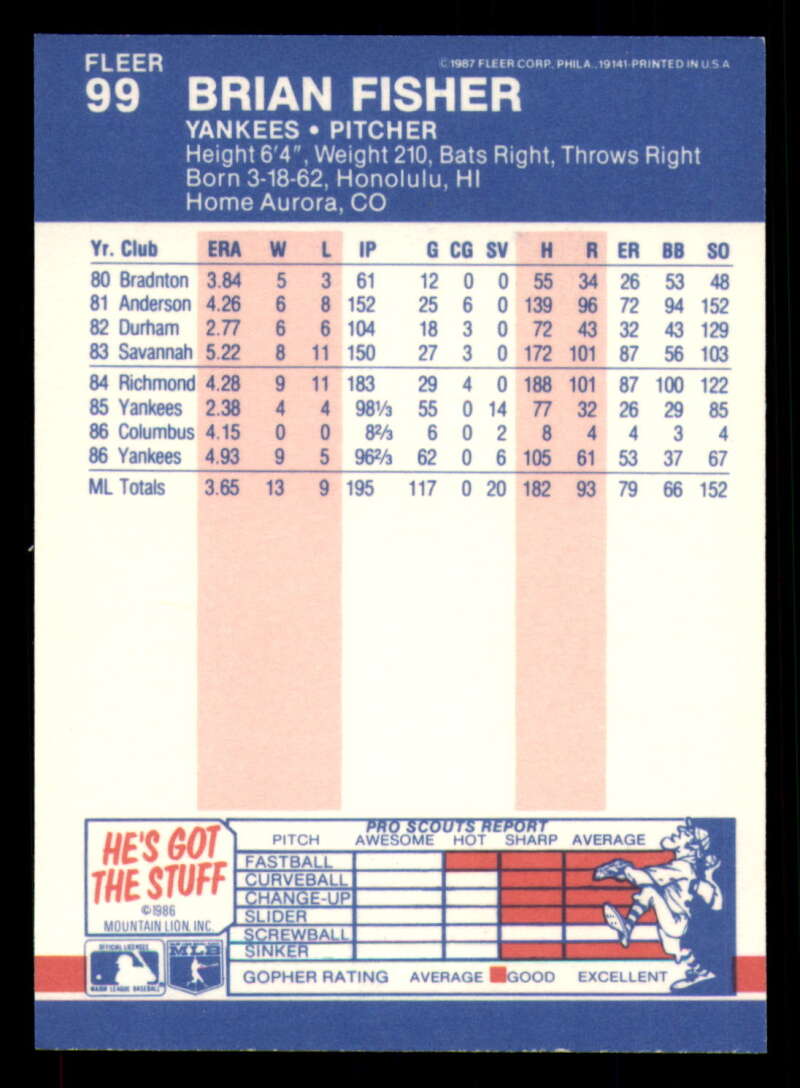 FLEER
99
©1987 FLEER CORP., PHILA., 19141-PRINTED IN U.S.A
BRIAN FISHER
YANKEES • PITCHER
Height 6'4", Weight 210, Bats Right, Throws Right
Born 3-18-62, Honolulu, HI
Home Aurora, CO
Yr. Club ERA W L IP G CG SV H R ER BB SO
80 Bradnton 3.84 5 3 61 12 0 0 55 34 26 53 48
81 Anderson 4.26 6 8 152 25 6 0 139 96 72 94 152
82 Durham 2.77 6 6 104 18 3 0 72 43 32 43 129
83 Savannah 5.22 8 11 150 27 3 0 172 101 87 56 103
84 Richmond 4.28 9 11 183 29 4 0 188 101 87 100 122
85 Yankees 2.38 4 4 98⅓ 55 0 14 77 32 26 29 85
86 Columbus 4.15 0 0 8⅔ 6 0 2 8 4 4 3 4
86 Yankees 4.93 9 5 96⅔ 62 0 6 105 61 53 37 67
ML Totals 3.65 13 9 195 117 0 20 182 93 79 66 152
HE'S GOT
THE STUFF
©1986
MOUNTAIN LION, INC.
OFFICIAL LICENSEE
MAJOR LEAGUE BASEBALL
MLB
PRO SCOUTS REPORT
PITCH AWESOME HOT SHARP AVERAGE
FASTBALL
CURVEBALL
CHANGE-UP
SLIDER
SCREWBALL
SINKER
GOPHER RATING AVERAGE GOOD EXCELLENT